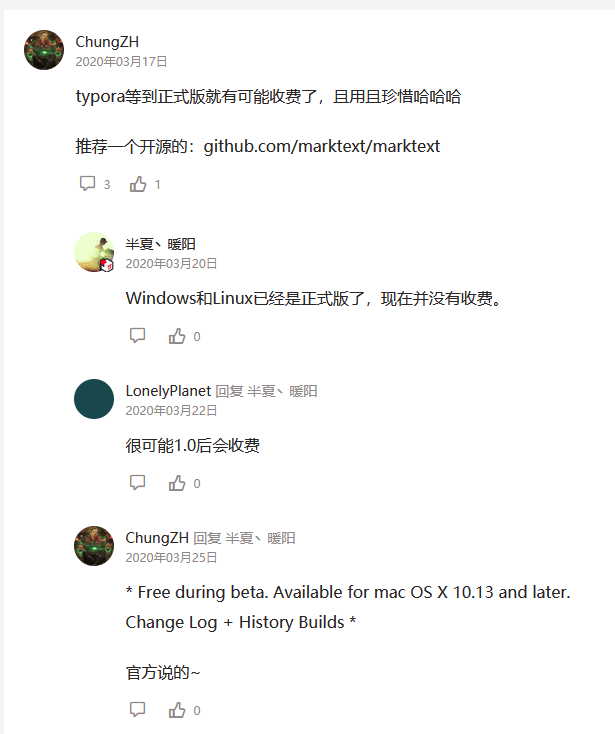 ChungZH
2020年03月17日
typora等到正式版就有可能收费了，且用且珍惜哈哈哈
推荐一个开源的：github.com/marktext/marktext
3 1
半夏丶暖阳
2020年03月20日
Windows和Linux已经是正式版了，现在并没有收费。
0
LonelyPlanet 回复 半夏丶暖阳
2020年03月22日
很可能1.0后会收费
0
ChungZH 回复 半夏丶暖阳
2020年03月25日
* Free during beta. Available for mac OS X 10.13 and later.
Change Log + History Builds *
官方说的~
0